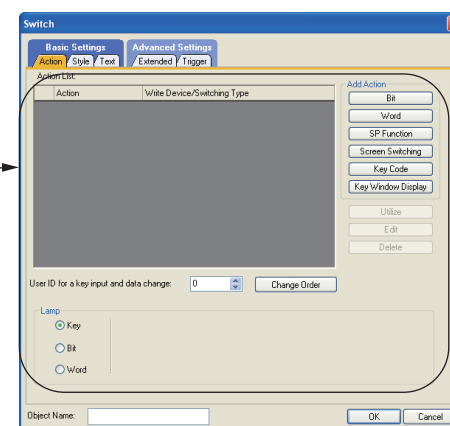 Switch
Basic Settings Advanced Settings
Action Style Text Extended Trigger
Action List
Action Write Device/Switching Type
Add Action
Bit
Word
SP Function
Screen Switching
Key Code
Key Window Display
Utilize
Edit
Delete
User ID for a key input and data change: 0 Change Order
Lamp
Key
Bit
Word
Object Name: OK Cancel